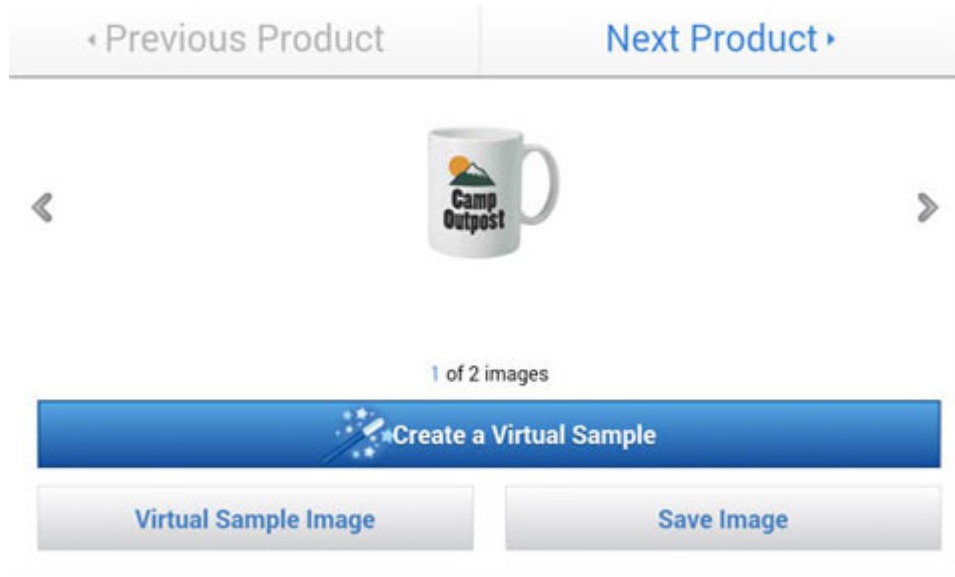 Previous Product
Next Product
Camp
Outpost
1 of 2 images
Create a Virtual Sample
Virtual Sample Image
Save Image